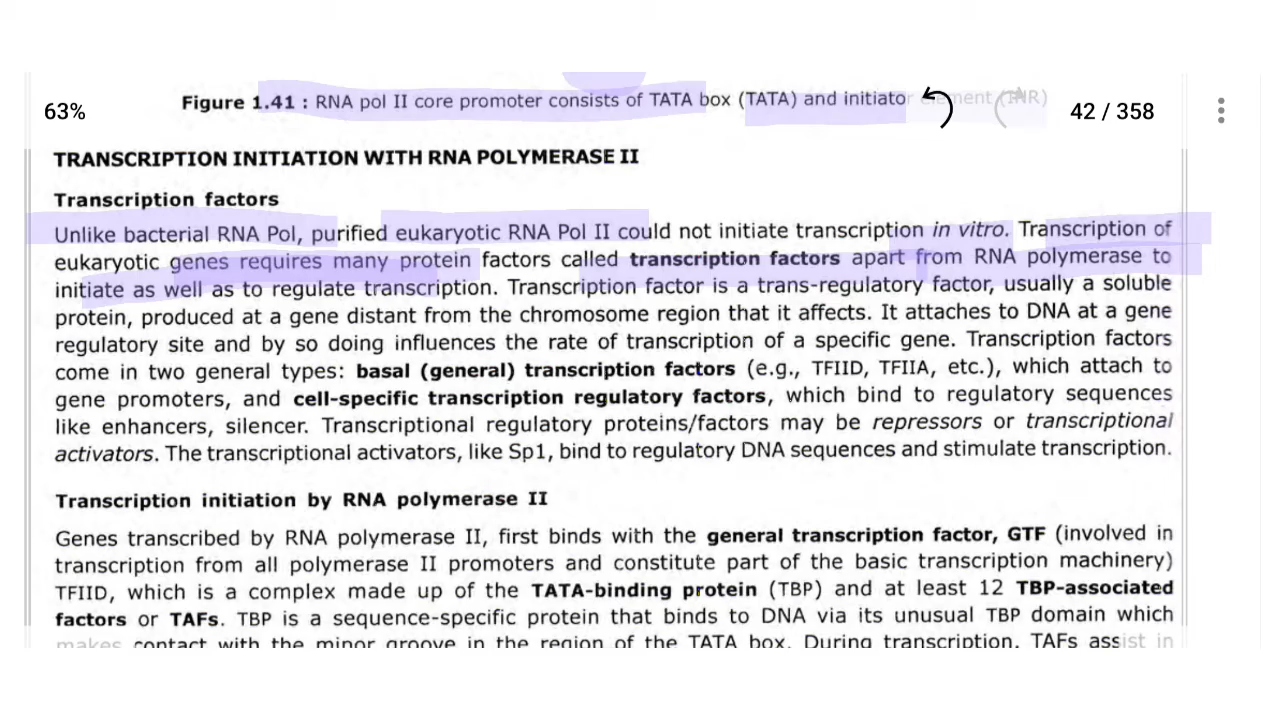 Figure 1.41 : RNA pol II core promoter consists of TATA box (TATA) and initiator element (INR)
63%
42 / 358
TRANSCRIPTION INITIATION WITH RNA POLYMERASE II
Transcription factors
Unlike bacterial RNA Pol, purified eukaryotic RNA Pol II could not initiate transcription in vitro. Transcription of
eukaryotic genes requires many protein factors called transcription factors apart from RNA polymerase to
initiate as well as to regulate transcription. Transcription factor is a trans-regulatory factor, usually a soluble
protein, produced at a gene distant from the chromosome region that it affects. It attaches to DNA at a gene
regulatory site and by so doing influences the rate of transcription of a specific gene. Transcription factors
come in two general types: basal (general) transcription factors (e.g., TFIID, TFIIA, etc.), which attach to
gene promoters, and cell-specific transcription regulatory factors, which bind to regulatory sequences
like enhancers, silencer. Transcriptional regulatory proteins/factors may be repressors or transcriptional
activators. The transcriptional activators, like Sp1, bind to regulatory DNA sequences and stimulate transcription.
Transcription initiation by RNA polymerase II
Genes transcribed by RNA polymerase II, first binds with the general transcription factor, GTF (involved in
transcription from all polymerase II promoters and constitute part of the basic transcription machinery)
TFIID, which is a complex made up of the TATA-binding protein (TBP) and at least 12 TBP-associated
factors or TAFs. TBP is a sequence-specific protein that binds to DNA via its unusual TBP domain which
makes contact with the minor groove in the region of the TATA box. During transcription, TAFs assist in